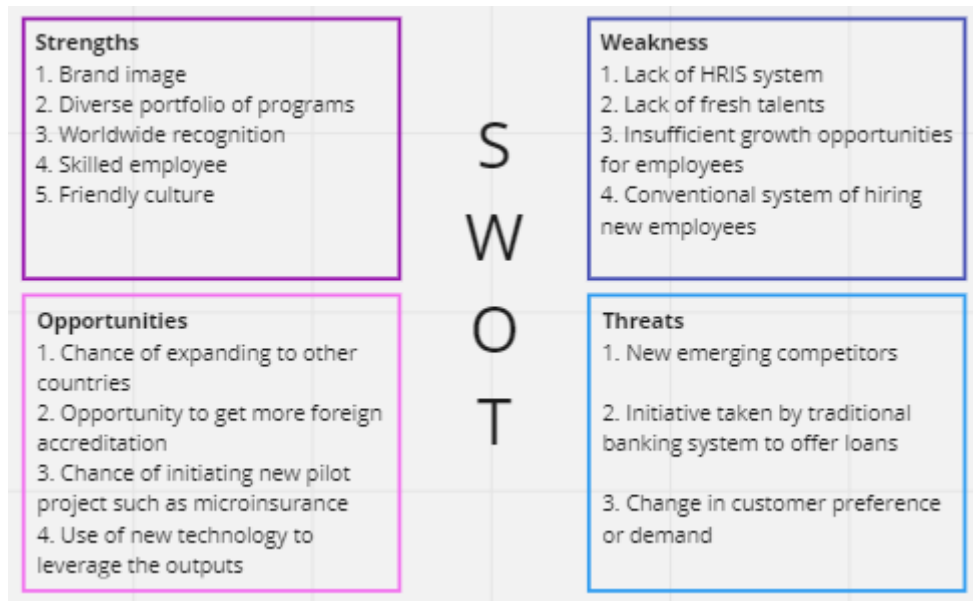 Strengths
1. Brand image
2. Diverse portfolio of programs
3. Worldwide recognition
4. Skilled employee
5. Friendly culture
S
W
O
T
Weakness
1. Lack of HRIS system
2. Lack of fresh talents
3. Insufficient growth opportunities
for employees
4. Conventional system of hiring
new employees
Opportunities
1. Chance of expanding to other
countries
2. Opportunity to get more foreign
accreditation
3. Chance of initiating new pilot
project such as microinsurance
4. Use of new technology to
leverage the outputs
Threats
1. New emerging competitors
2. Initiative taken by traditional
banking system to offer loans
3. Change in customer preference
or demand